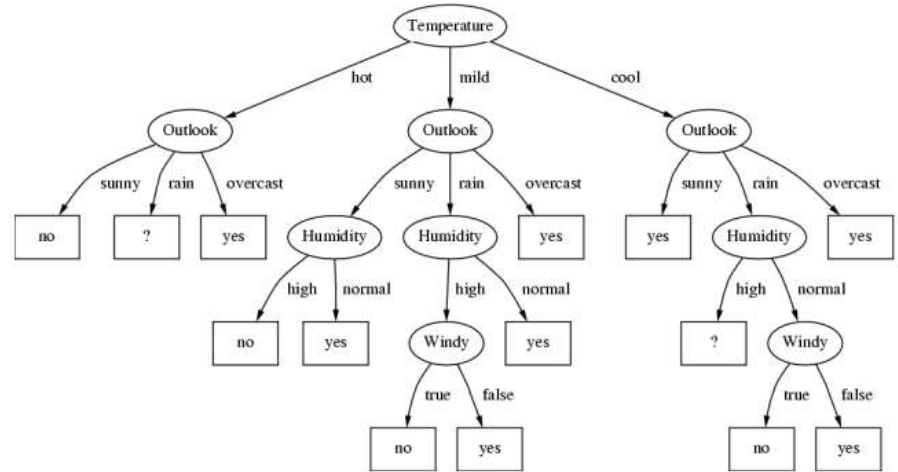 Temperature
hot mild cool
Outlook Outlook Outlook
sunny rain overcast sunny rain overcast sunny rain overcast
no ? yes Humidity Humidity yes yes Humidity yes
high normal high normal high normal
no yes Windy yes ? Windy
true false true false
no yes no yes